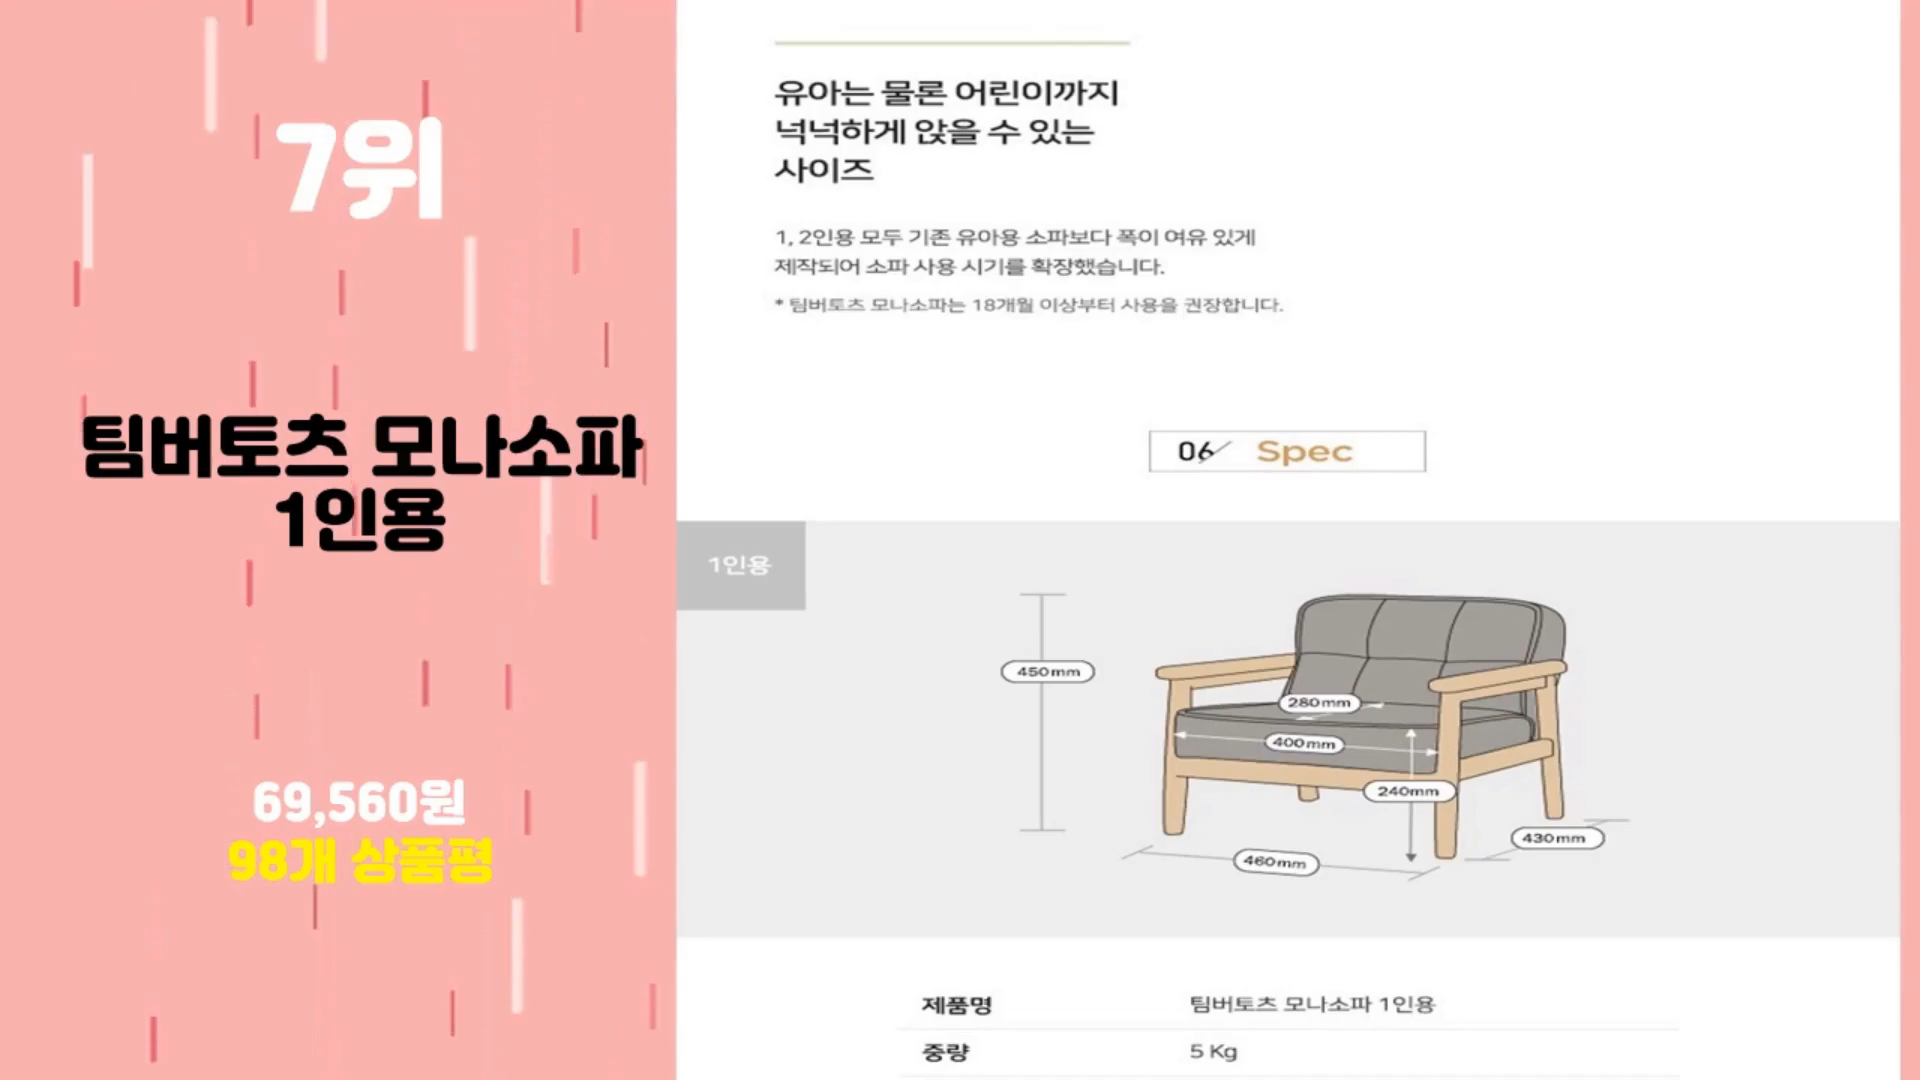 7위
팀버토츠 모나소파
1인용
69,560원
98개 상품평
유아는 물론 어린이까지
넉넉하게 앉을 수 있는
사이즈
1, 2인용 모두 기존 유아용 소파보다 폭이 여유 있게
제작되어 소파 사용 시기를 확장했습니다.
* 팀버토츠 모나소파는 18개월 이상부터 사용을 권장합니다.
06 Spec
1인용
450mm
280mm
400mm
240mm
430mm
460mm
제품명 팀버토츠 모나소파 1인용
중량 5 Kg